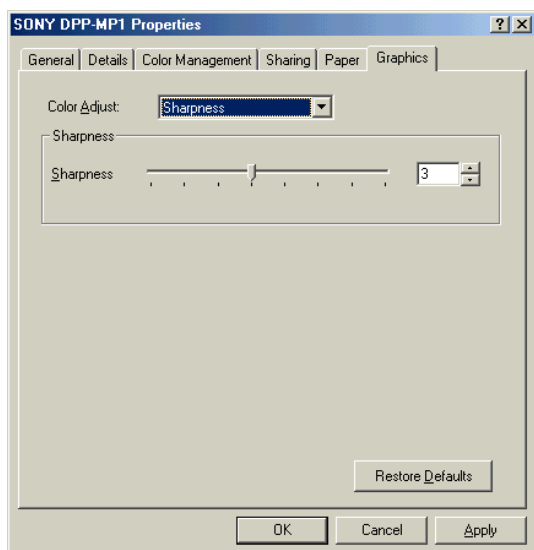 SONY DPP-MP1 Properties
General Details Color Management Sharing Paper Graphics
Color Adjust: Sharpness
Sharpness
Sharpness 3
Restore Defaults
OK Cancel Apply